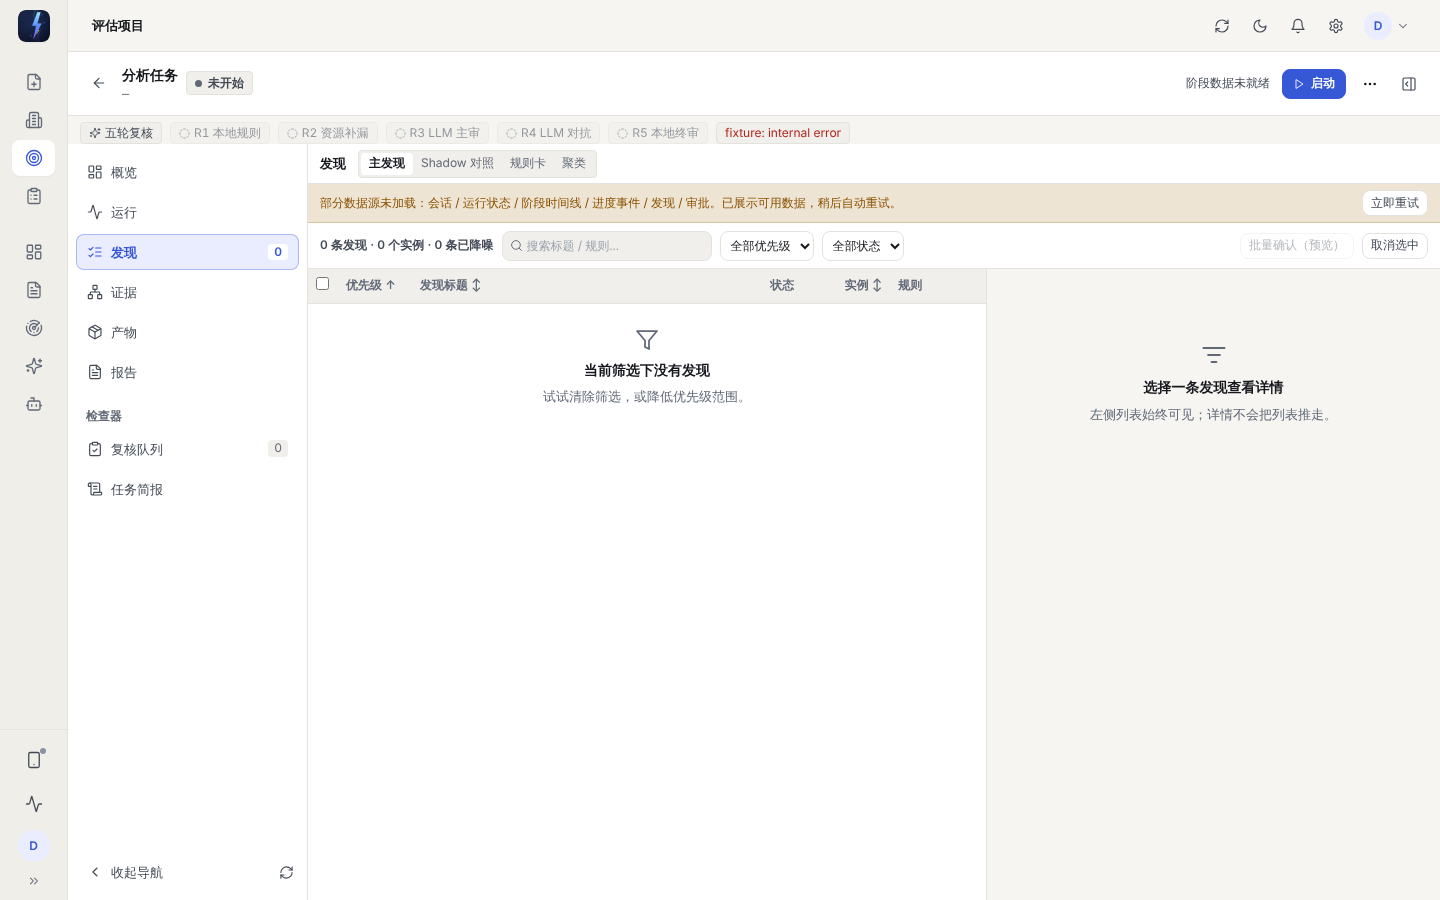 评估项目
D
分析任务
—
未开始
阶段数据未就绪
启动
五轮复核
R1 本地规则
R2 资源补漏
R3 LLM 主审
R4 LLM 对抗
R5 本地终审
fixture: internal error
概览
运行
发现 0
证据
产物
报告
检查器
复核队列 0
任务简报
收起导航
D
发现
主发现
Shadow 对照
规则卡
聚类
部分数据源未加载：会话 / 运行状态 / 阶段时间线 / 进度事件 / 发现 / 审批。已展示可用数据，稍后自动重试。
立即重试
0 条发现 · 0 个实例 · 0 条已降噪
搜索标题 / 规则...
全部优先级
全部状态
批量确认（预览）
取消选中
优先级
发现标题
状态
实例
规则
当前筛选下没有发现
试试清除筛选，或降低优先级范围。
选择一条发现查看详情
左侧列表始终可见；详情不会把列表推走。